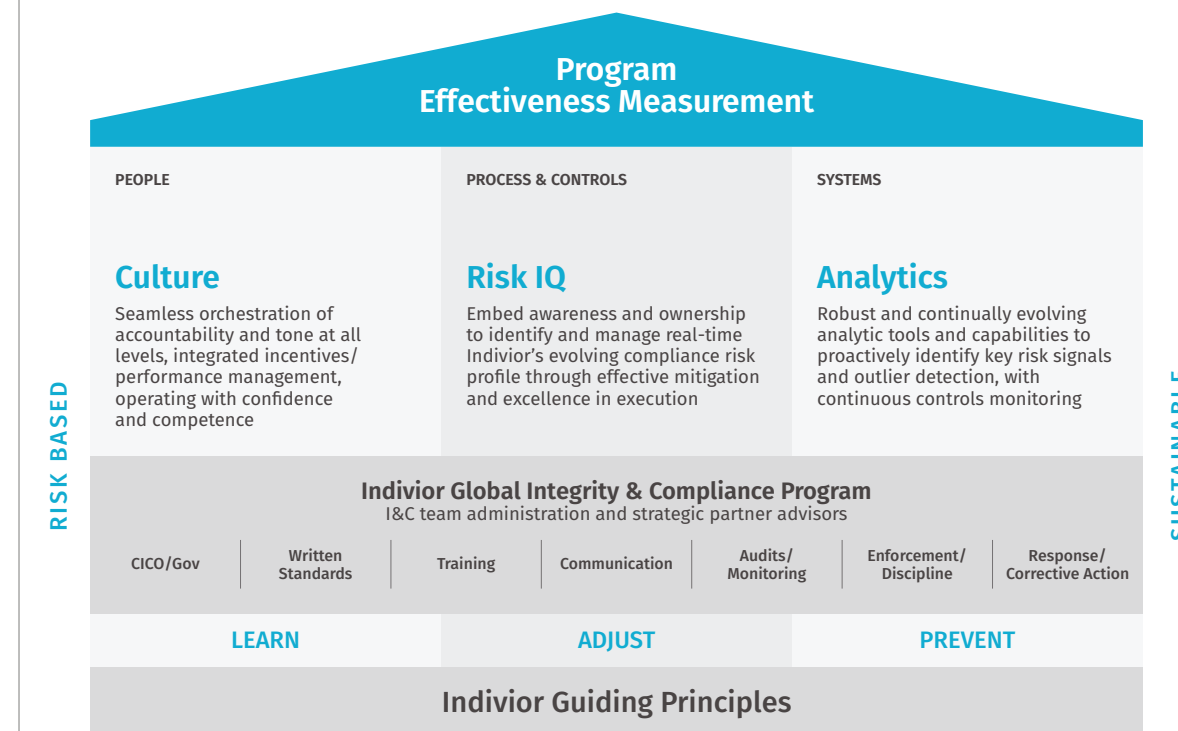 Program
Effectiveness Measurement
PEOPLE
Culture
Seamless orchestration of
accountability and tone at all
levels, integrated incentives/
performance management,
operating with confidence
and competence
PROCESS & CONTROLS
Risk IQ
Embed awareness and ownership
to identify and manage real-time
Indivior’s evolving compliance risk
profile through effective mitigation
and excellence in execution
SYSTEMS
Analytics
Robust and continually evolving
analytic tools and capabilities to
proactively identify key risk signals
and outlier detection, with
continuous controls monitoring
RISK BASED
SUSTAINABLE
Indivior Global Integrity & Compliance Program
I&C team administration and strategic partner advisors
CICO/Gov
Written
Standards
Training
Communication
Audits/
Monitoring
Enforcement/
Discipline
Response/
Corrective Action
LEARN
ADJUST
PREVENT
Indivior Guiding Principles